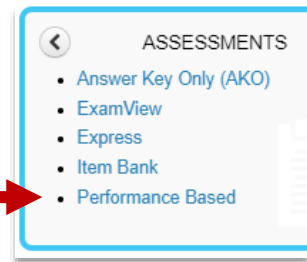 ASSESSMENTS
Answer Key Only (AKO)
ExamView
Express
Item Bank
Performance Based